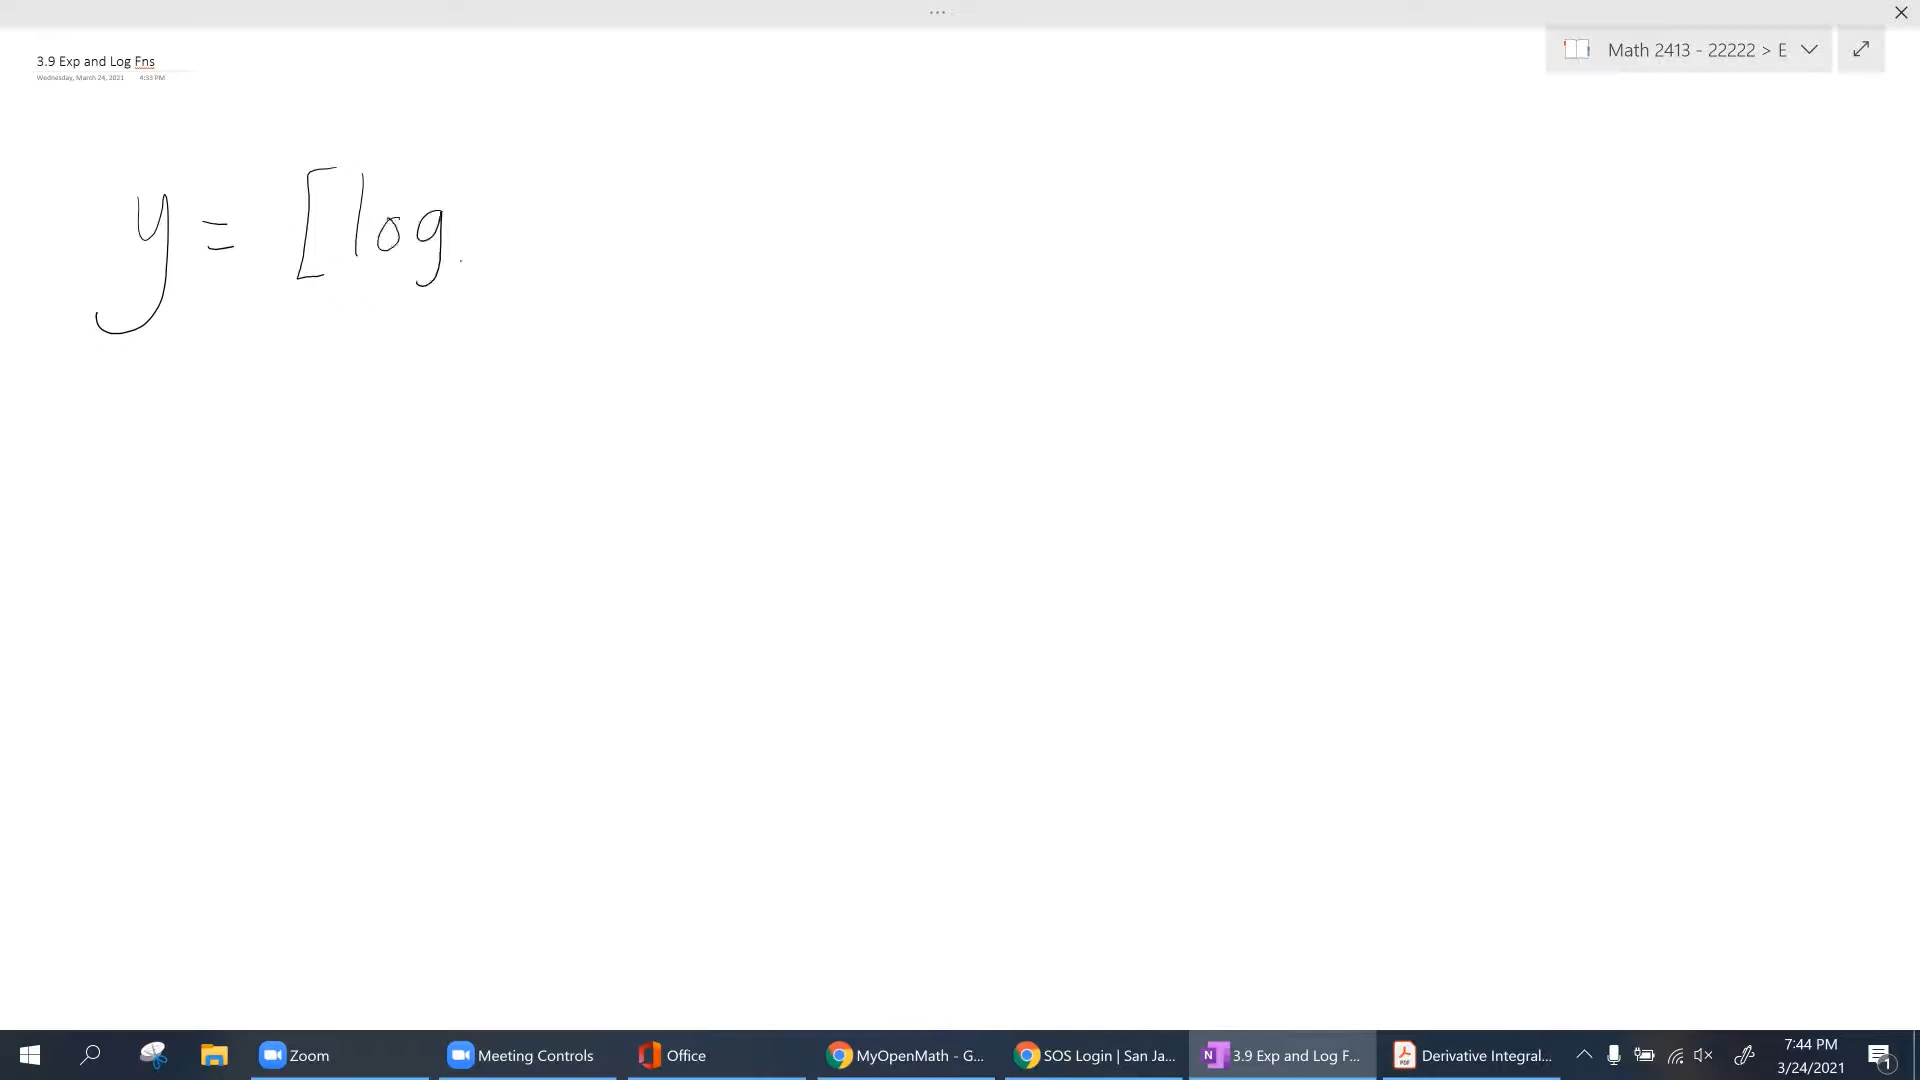 3.9 Exp and Log Fns
Wednesday, March 24, 2021 4:33 PM
Math 2413 - 22222 > E
y = [log
Zoom
Meeting Controls
Office
MyOpenMath - G...
SOS Login | San Ja...
3.9 Exp and Log F...
Derivative Integral...
7:44 PM
3/24/2021
1